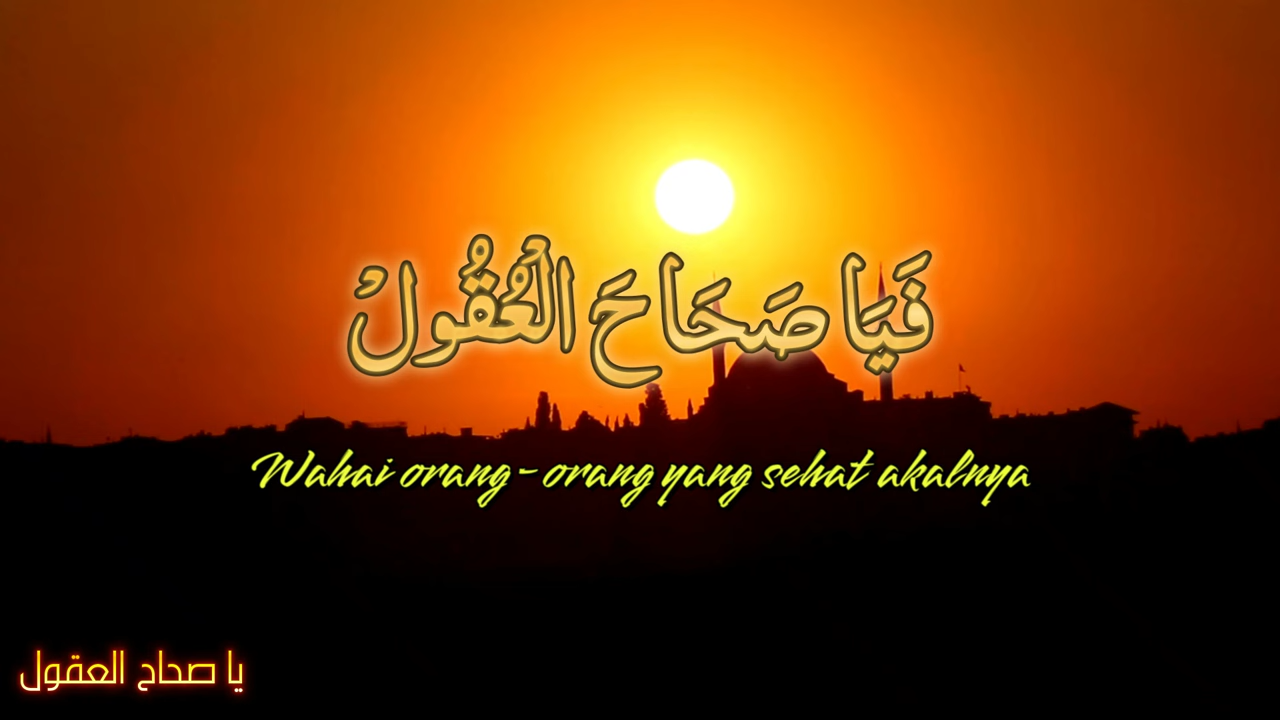 فَيَا صَحَاحَ الْعُقُولْ
Wahai orang-orang yang sehat akalnya
يا صحاح العقول